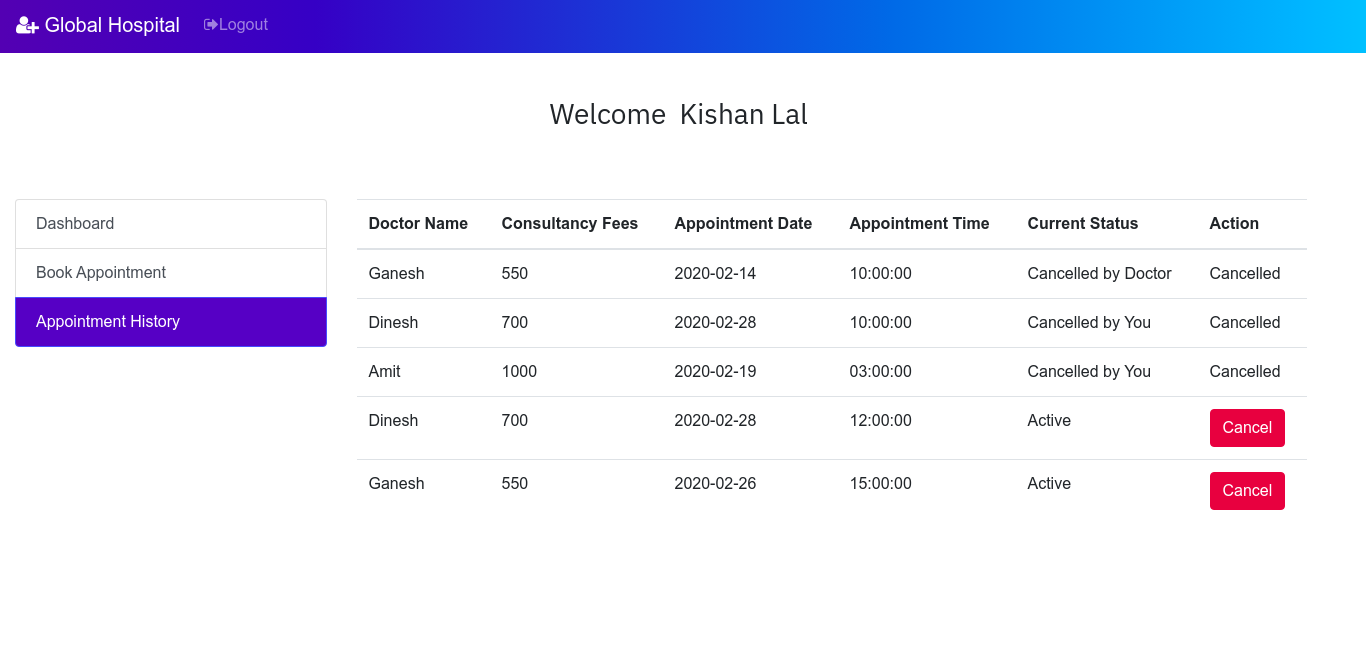 Global Hospital Logout
Welcome Kishan Lal
Dashboard
Book Appointment
Appointment History
Doctor Name Consultancy Fees Appointment Date Appointment Time Current Status Action
Ganesh 550 2020-02-14 10:00:00 Cancelled by Doctor Cancelled
Dinesh 700 2020-02-28 10:00:00 Cancelled by You Cancelled
Amit 1000 2020-02-19 03:00:00 Cancelled by You Cancelled
Dinesh 700 2020-02-28 12:00:00 Active Cancel
Ganesh 550 2020-02-26 15:00:00 Active Cancel